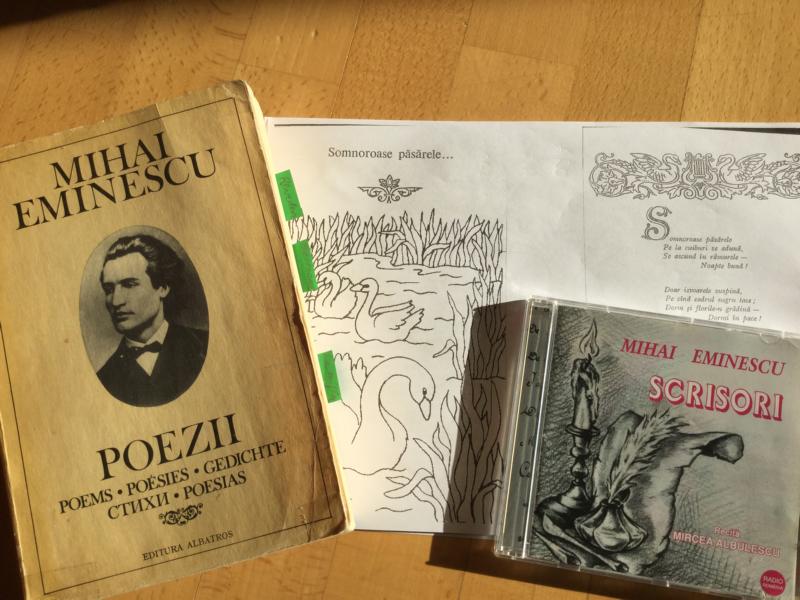 MIHAI
EMINESCU
POEZII
POEMS • POÉSIES • GEDICHTE
СТИХИ • POESIAS
EDITURA ALBATROS
Somnoroase păsărele...
Somnoroase păsărele
Pe la cuiburi se adună,
Se ascund în rămurele —
Noapte bună!
Doar izvoarele suspină,
Pe cînd codrul negru tace;
Dorm și florile-n grădină —
Dormi în pace!
MIHAI EMINESCU
SCRISORI
Recită
MIRCEA ALBULESCU
RADIO
ROMÂNIA